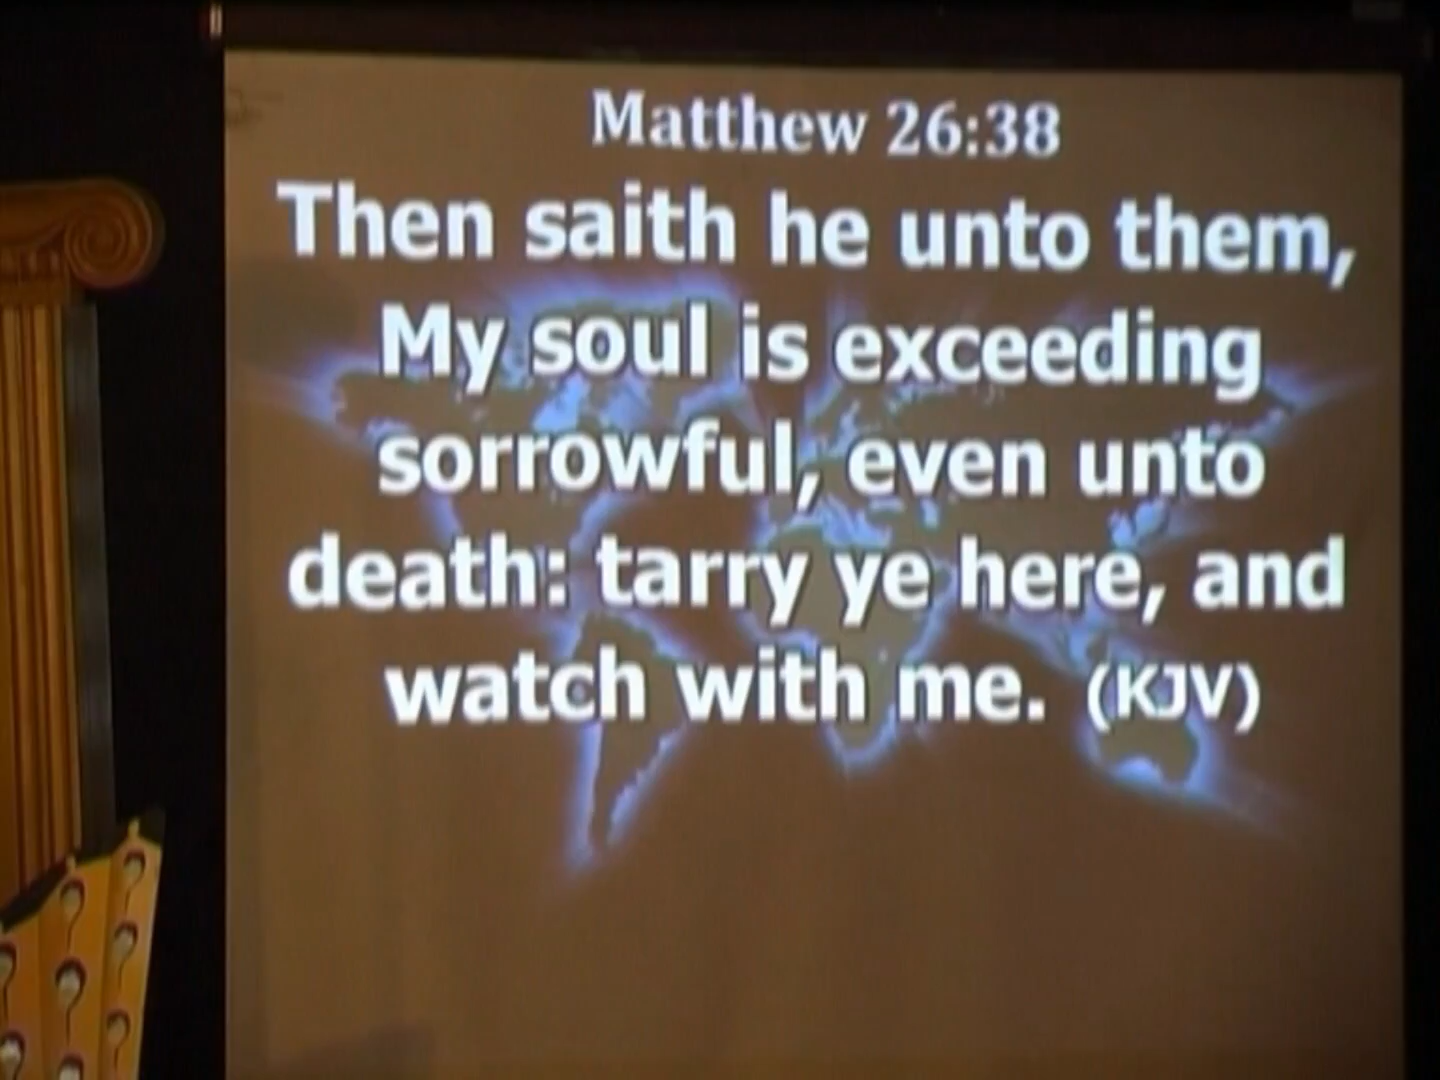 Matthew 26:38
Then saith he unto them,
My soul is exceeding
sorrowful, even unto
death: tarry ye here, and
watch with me. (KJV)